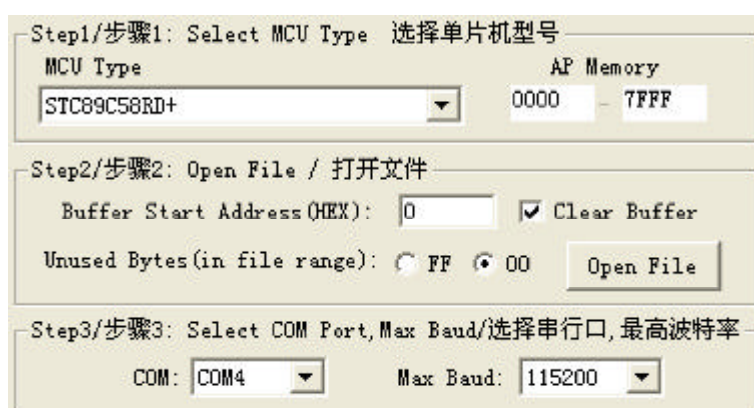 Step1/步骤1: Select MCU Type 选择单片机型号
MCU Type AP Memory
STC89C58RD+ 0000 - 7FFF
Step2/步骤2: Open File / 打开文件
Buffer Start Address(HEX): 0 Clear Buffer
Unused Bytes(in file range): FF 00 Open File
Step3/步骤3: Select COM Port,Max Baud/选择串行口,最高波特率
COM: COM4 Max Baud: 115200